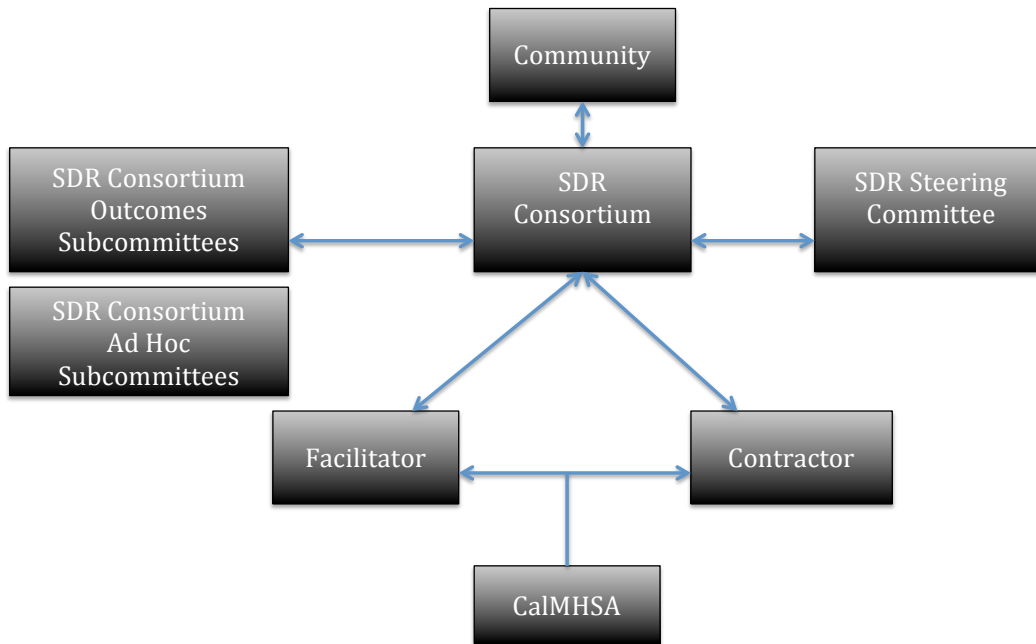 Community
SDR Consortium
Outcomes
Subcommittees
SDR
Consortium
SDR Steering
Committee
SDR Consortium
Ad Hoc
Subcommittees
Facilitator
Contractor
CalMHSA